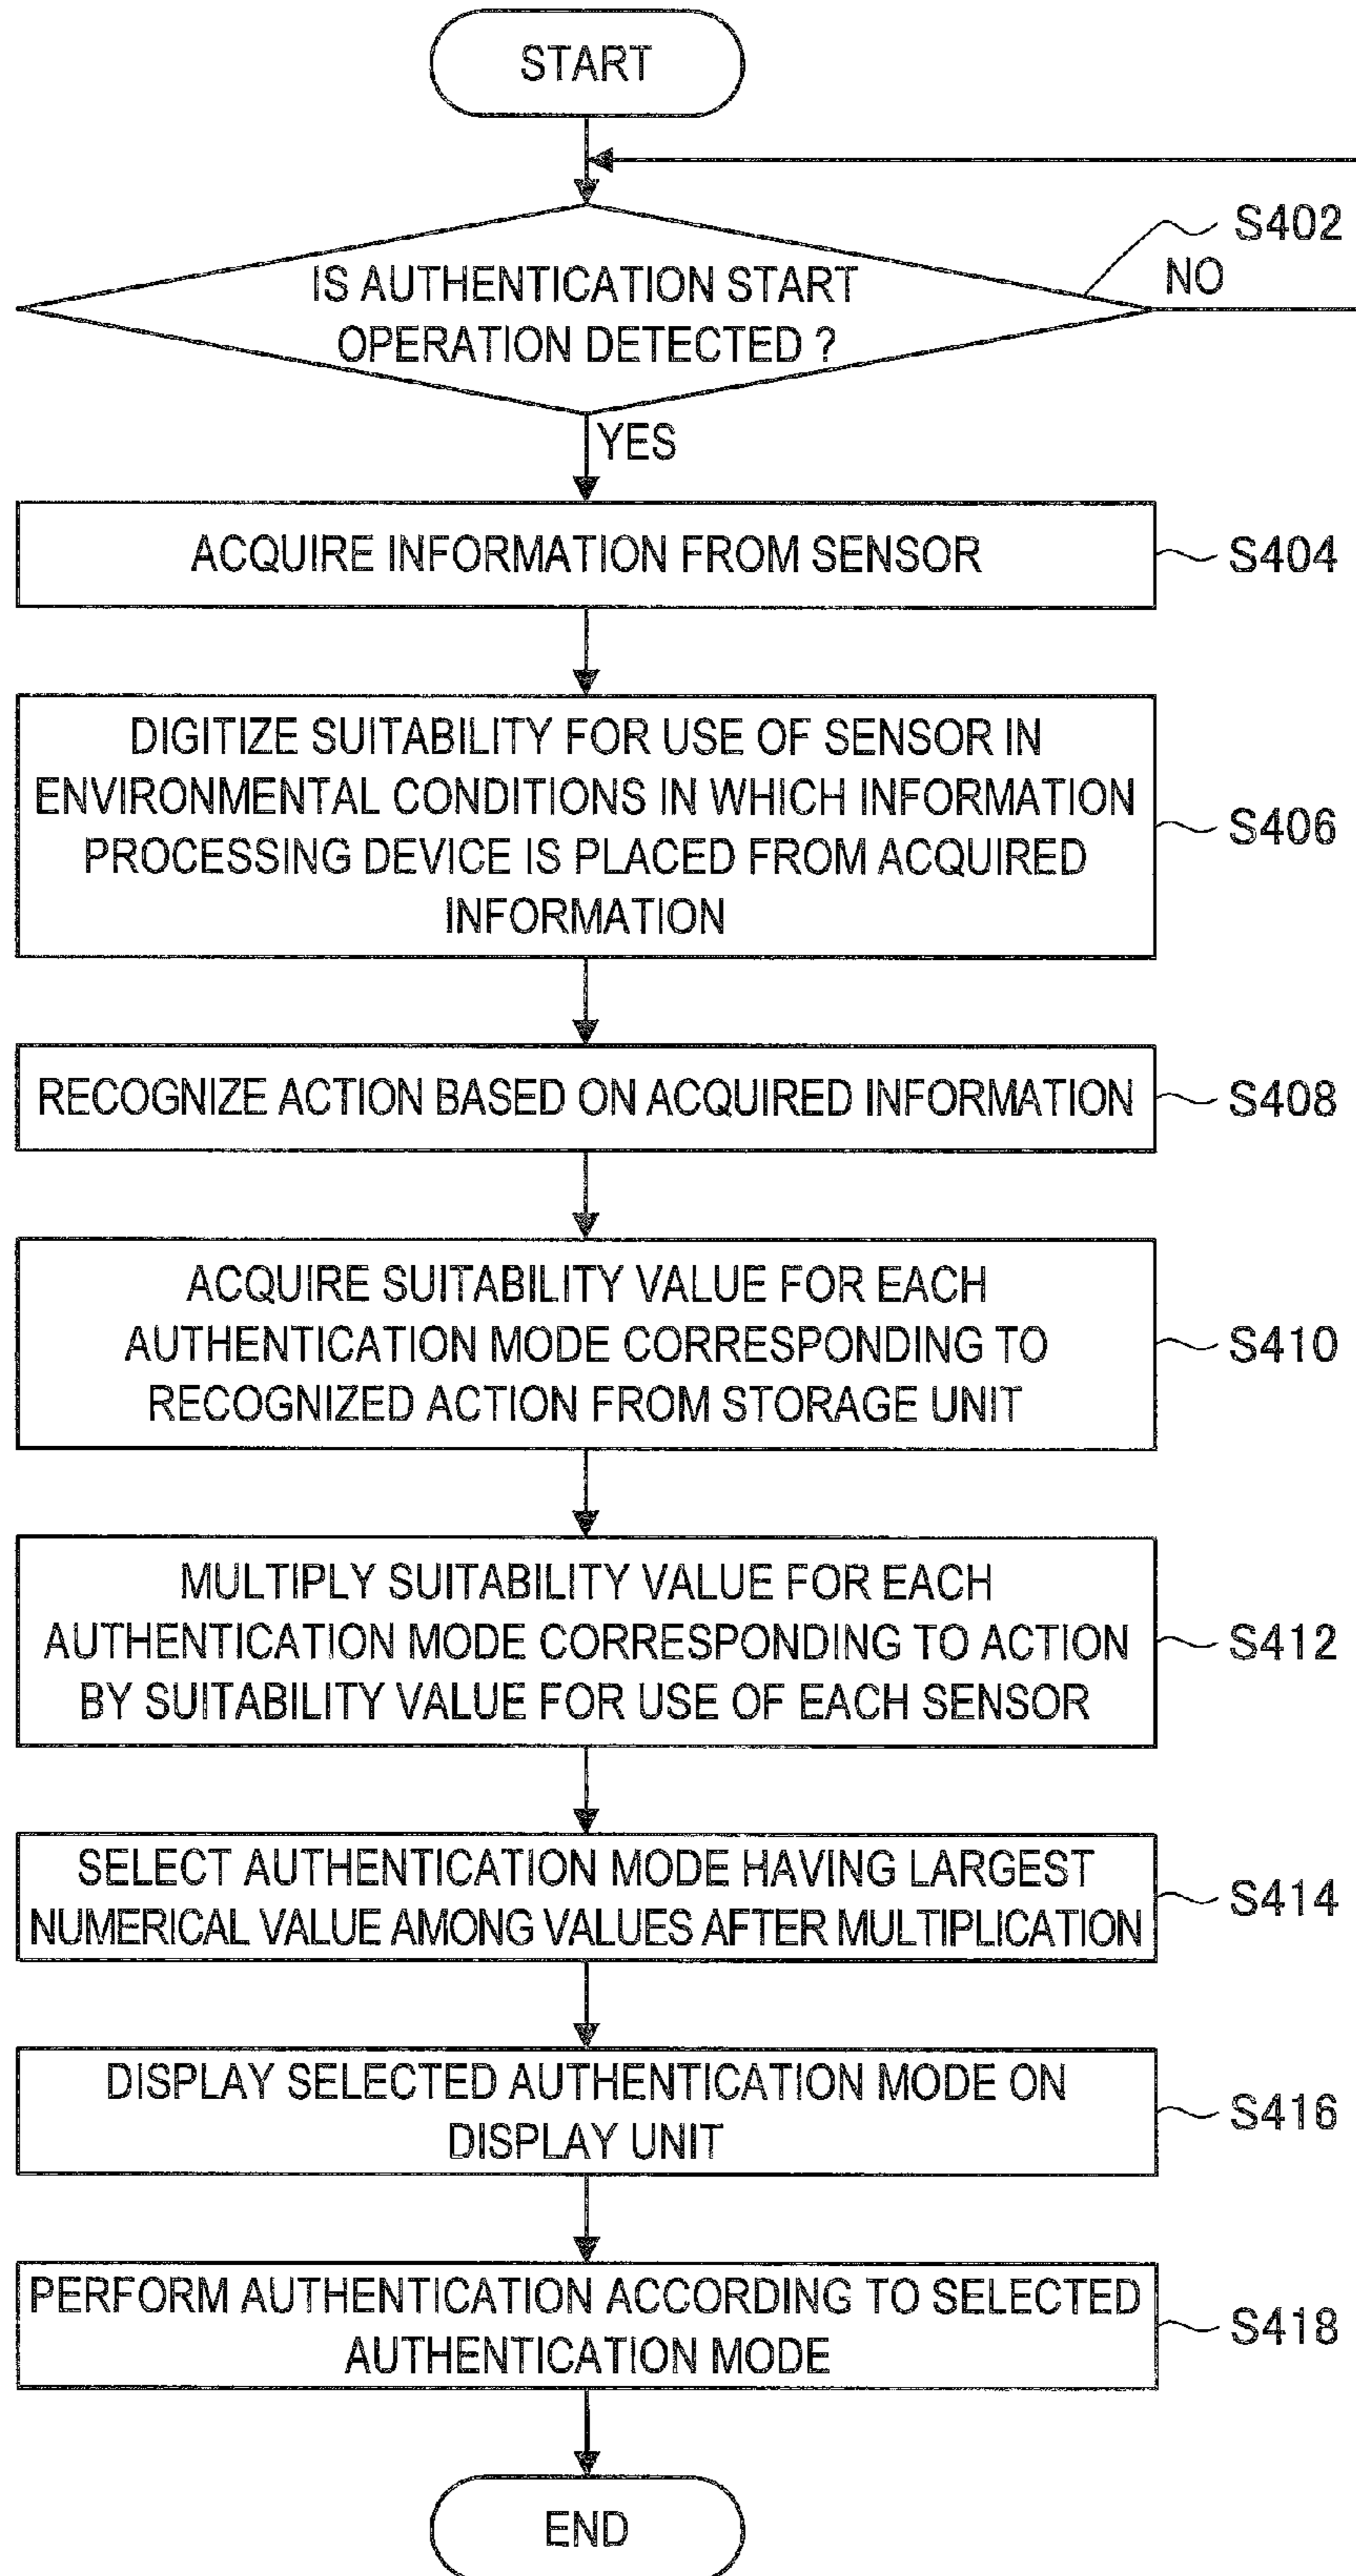 START
S402
IS AUTHENTICATION START
OPERATION DETECTED ?
NO
YES
ACQUIRE INFORMATION FROM SENSOR
S404
DIGITIZE SUITABILITY FOR USE OF SENSOR IN
ENVIRONMENTAL CONDITIONS IN WHICH INFORMATION
PROCESSING DEVICE IS PLACED FROM ACQUIRED
INFORMATION
S406
RECOGNIZE ACTION BASED ON ACQUIRED INFORMATION
S408
ACQUIRE SUITABILITY VALUE FOR EACH
AUTHENTICATION MODE CORRESPONDING TO
RECOGNIZED ACTION FROM STORAGE UNIT
S410
MULTIPLY SUITABILITY VALUE FOR EACH
AUTHENTICATION MODE CORRESPONDING TO ACTION
BY SUITABILITY VALUE FOR USE OF EACH SENSOR
S412
SELECT AUTHENTICATION MODE HAVING LARGEST
NUMERICAL VALUE AMONG VALUES AFTER MULTIPLICATION
S414
DISPLAY SELECTED AUTHENTICATION MODE ON
DISPLAY UNIT
S416
PERFORM AUTHENTICATION ACCORDING TO SELECTED
AUTHENTICATION MODE
S418
END